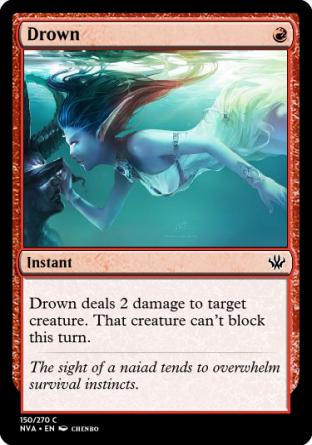 Drown
Instant
Drown deals 2 damage to target
creature. That creature can't block
this turn.
The sight of a naiad tends to overwhelm
survival instincts.
150/270 C
NVA • EN CHENBO